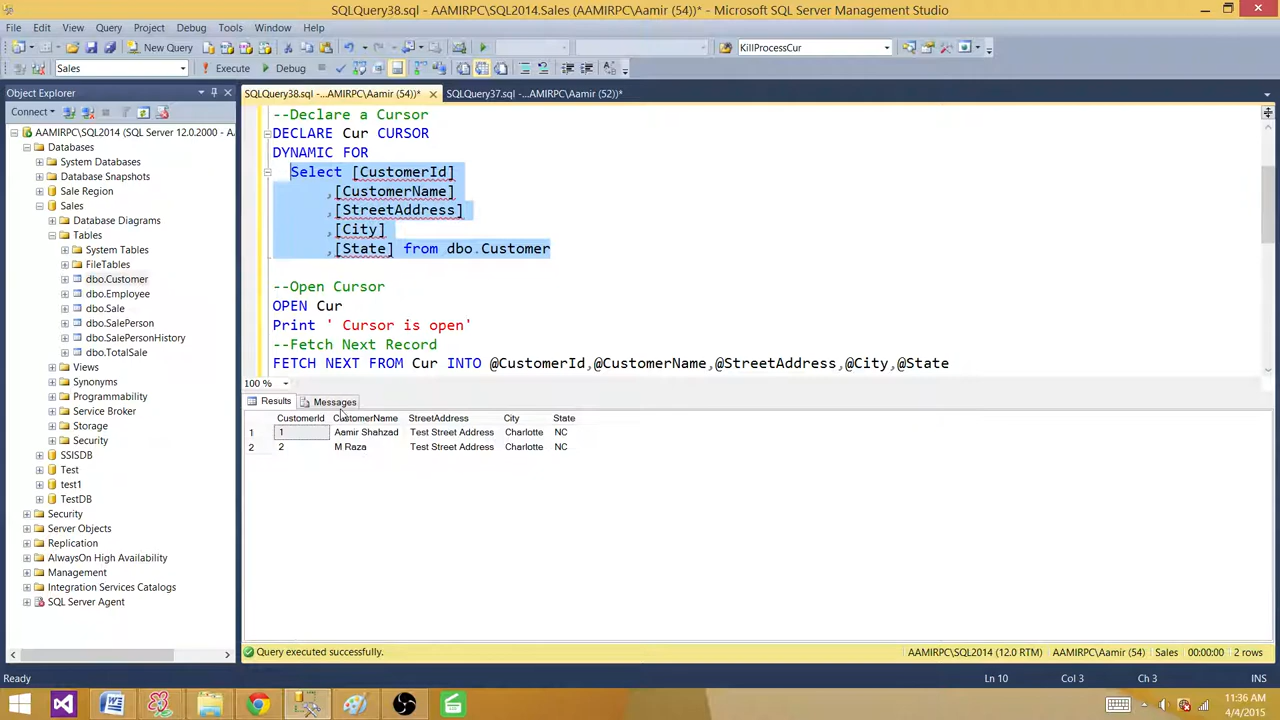 SQLQuery38.sql - AAMIRPC\SQL2014.Sales (AAMIRPC\Aamir (54))* - Microsoft SQL Server Management Studio
File Edit View Query Project Debug Tools Window Help
New Query KillProcessCur
Sales Execute Debug
Object Explorer
SQLQuery38.sql -...AMIRPC\Aamir (54))* SQLQuery37.sql -...AMIRPC\Aamir (52))*
Connect
AAMIRPC\SQL2014 (SQL Server 12.0.2000 - A
Databases
System Databases
Database Snapshots
Sale Region
Sales
Database Diagrams
Tables
System Tables
FileTables
dbo.Customer
dbo.Employee
dbo.Sale
dbo.SalePerson
dbo.SalePersonHistory
dbo.TotalSale
Views
Synonyms
Programmability
Service Broker
Storage
Security
SSISDB
Test
test1
TestDB
Security
Server Objects
Replication
AlwaysOn High Availability
Management
Integration Services Catalogs
SQL Server Agent
--Declare a Cursor
DECLARE Cur CURSOR
DYNAMIC FOR
Select [CustomerId]
,[CustomerName]
,[StreetAddress]
,[City]
,[State] from dbo.Customer
--Open Cursor
OPEN Cur
Print ' Cursor is open'
--Fetch Next Record
FETCH NEXT FROM Cur INTO @CustomerId,@CustomerName,@StreetAddress,@City,@State
100 %
Results Messages
CustomerId CustomerName StreetAddress City State
1 1 Aamir Shahzad Test Street Address Charlotte NC
2 2 M Raza Test Street Address Charlotte NC
Query executed successfully. AAMIRPC\SQL2014 (12.0 RTM) AAMIRPC\Aamir (54) Sales 00:00:00 2 rows
Ready Ln 10 Col 3 Ch 3 INS
11:36 AM
4/4/2015